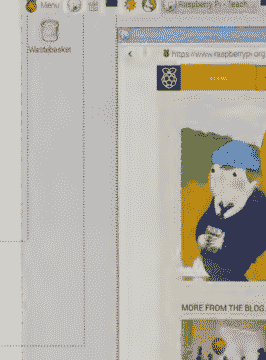 Menu
Raspberry Pi - Teach
Wastebasket
https://www.raspberrypi.org
MORE FROM THE BLOG